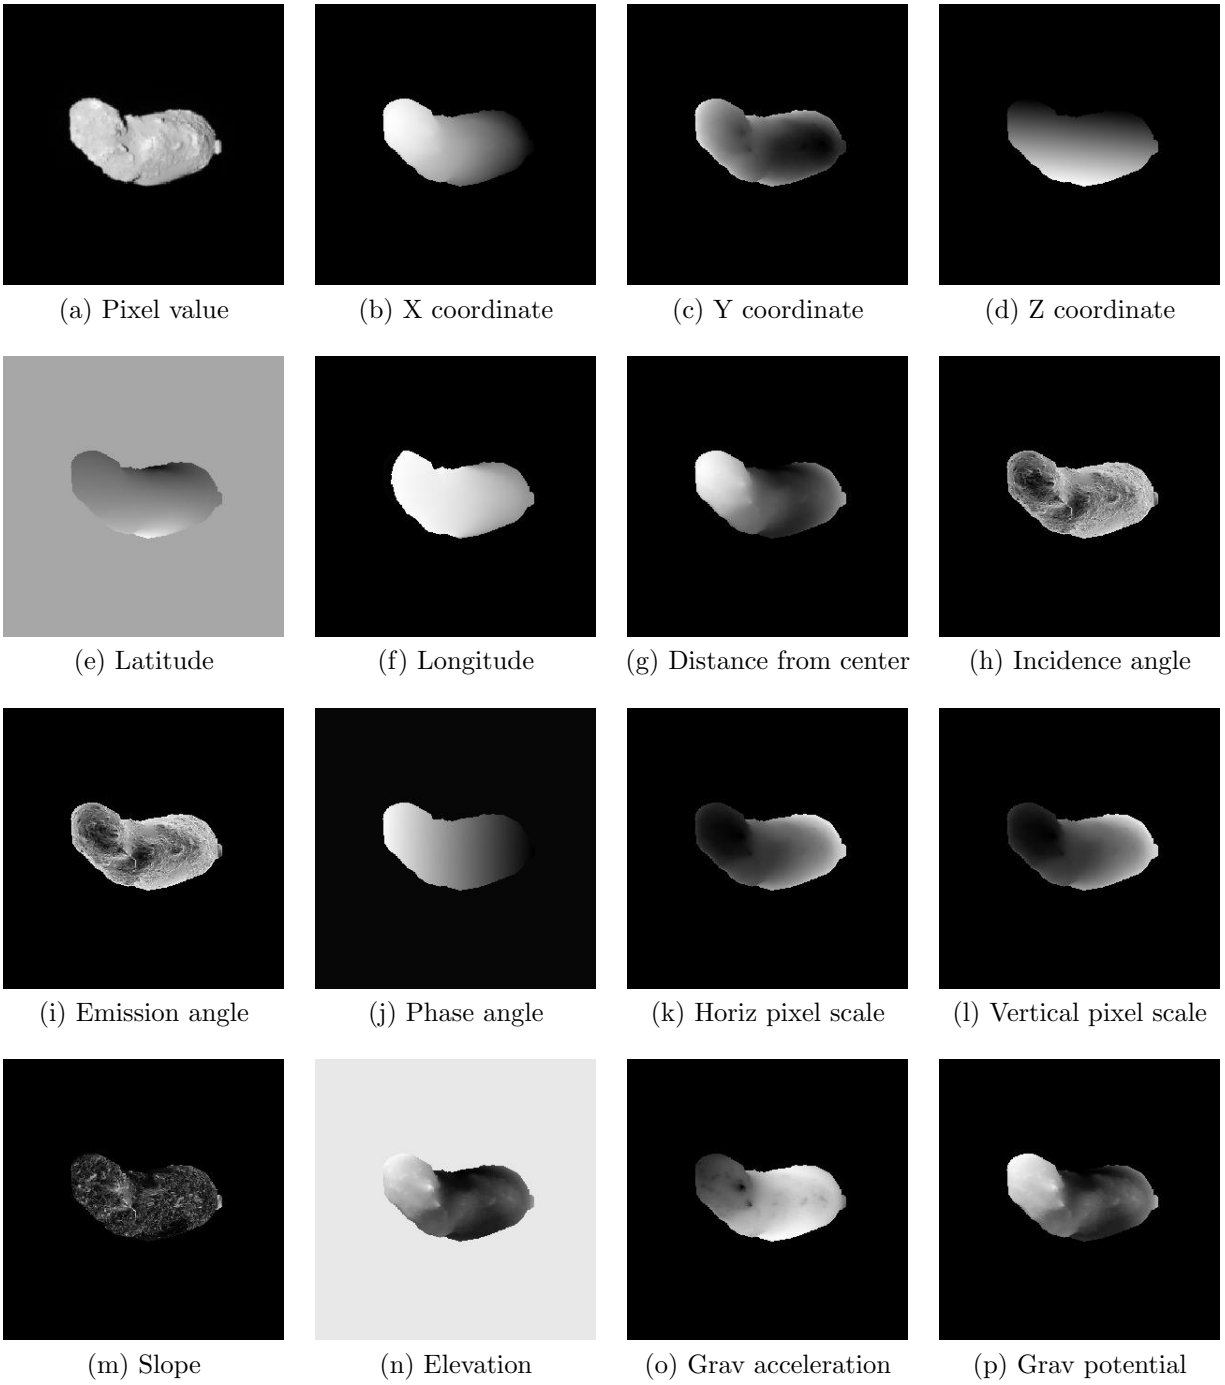 (a) Pixel value
(b) X coordinate
(c) Y coordinate
(d) Z coordinate
(e) Latitude
(f) Longitude
(g) Distance from center
(h) Incidence angle
(i) Emission angle
(j) Phase angle
(k) Horiz pixel scale
(l) Vertical pixel scale
(m) Slope
(n) Elevation
(o) Grav acceleration
(p) Grav potential